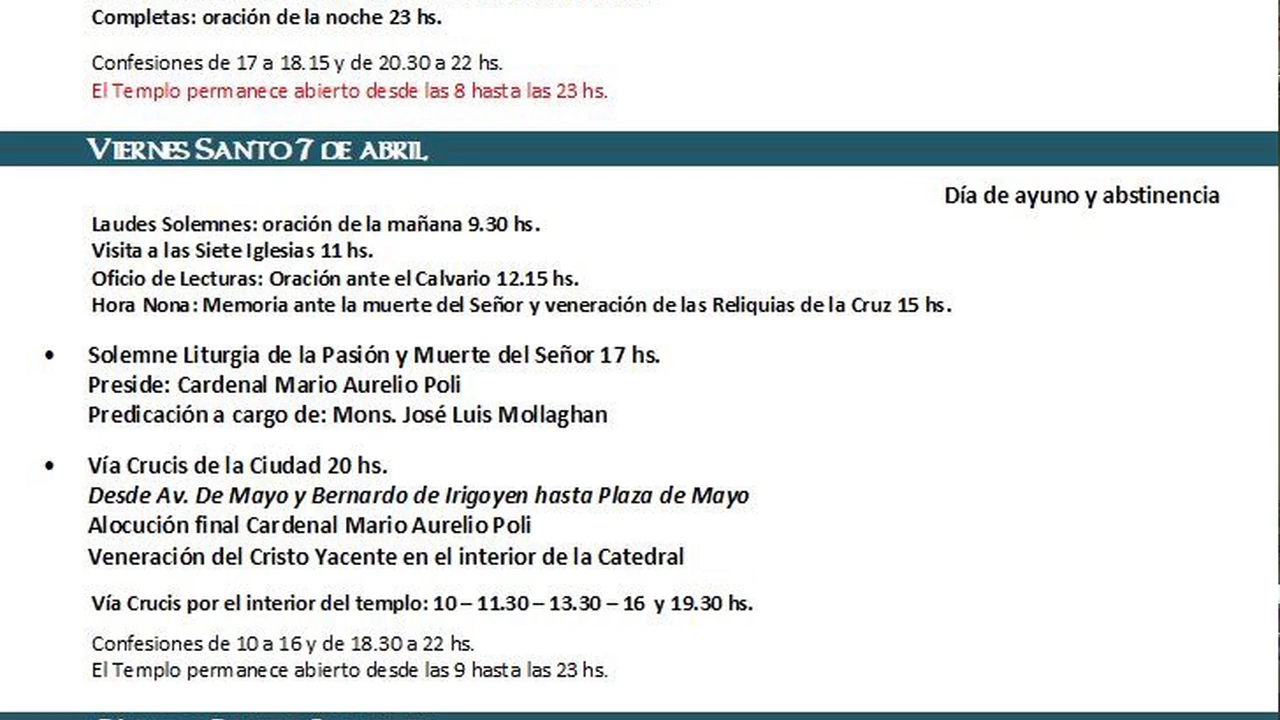 Completas: oración de la noche 23 hs.
Confesiones de 17 a 18.15 y de 20.30 a 22 hs.
El Templo permanece abierto desde las 8 hasta las 23 hs.
VIERNES SANTO 7 DE ABRIL
Día de ayuno y abstinencia
Laudes Solemnes: oración de la mañana 9.30 hs.
Visita a las Siete Iglesias 11 hs.
Oficio de Lecturas: Oración ante el Calvario 12.15 hs.
Hora Nona: Memoria ante la muerte del Señor y veneración de las Reliquias de la Cruz 15 hs.
• Solemne Liturgia de la Pasión y Muerte del Señor 17 hs.
Preside: Cardenal Mario Aurelio Poli
Predicación a cargo de: Mons. José Luis Mollaghan
• Vía Crucis de la Ciudad 20 hs.
Desde Av. De Mayo y Bernardo de Irigoyen hasta Plaza de Mayo
Alocución final Cardenal Mario Aurelio Poli
Veneración del Cristo Yacente en el interior de la Catedral
Vía Crucis por el interior del templo: 10 – 11.30 – 13.30 – 16 y 19.30 hs.
Confesiones de 10 a 16 y de 18.30 a 22 hs.
El Templo permanece abierto desde las 9 hasta las 23 hs.